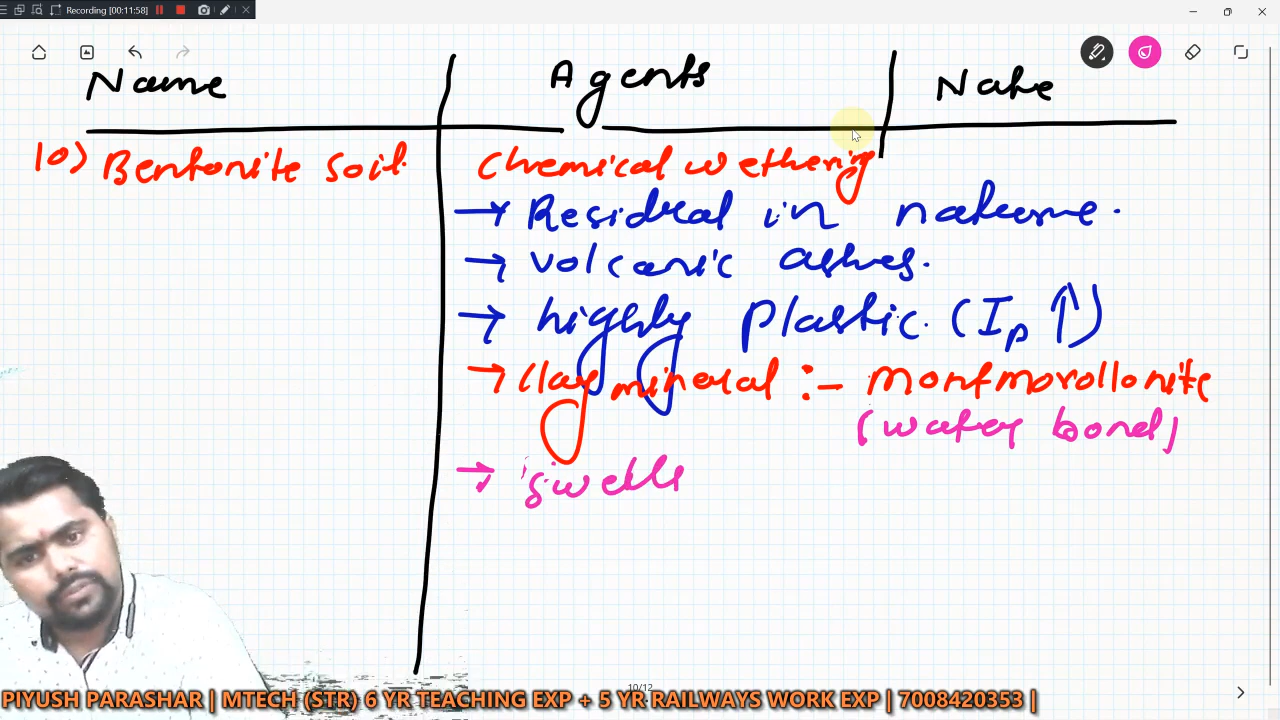 Recording [00:11:58]
Name Agents Note
10) Bentonite Soil. Chemical wethering
→ Residual in nature.
→ volcanic ashes.
→ highly plastic. (Ip ↑)
→ clay mineral :- montmorollonite
(water bond)
→ swells
10/12
PIYUSH PARASHAR | MTECH (STR) 6 YR TEACHING EXP + 5 YR RAILWAYS WORK EXP | 7008420353 |